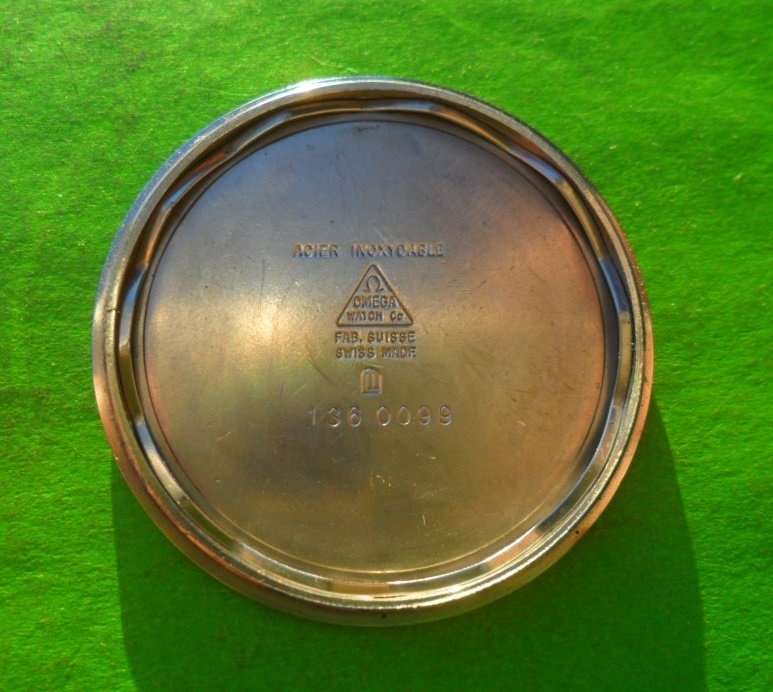 ACIER INOXYDABLE
Ω
OMEGA
WATCH Co
FAB. SUISSE
SWISS MADE
136 0099